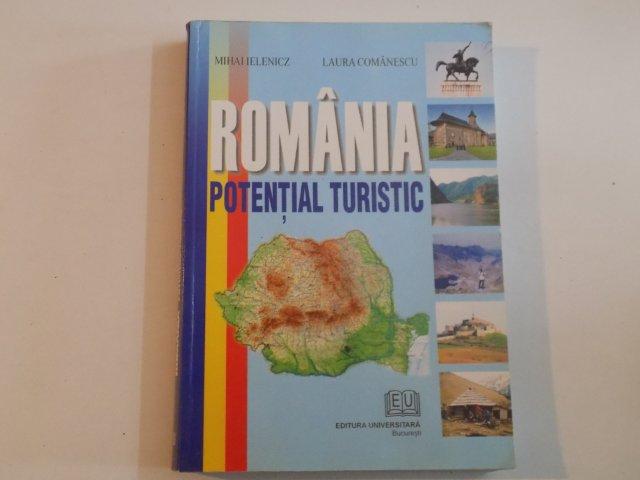 MIHAI IELENICZ LAURA COMĂNESCU
ROMÂNIA
POTENȚIAL TURISTIC
EU
EDITURA UNIVERSITARĂ
București